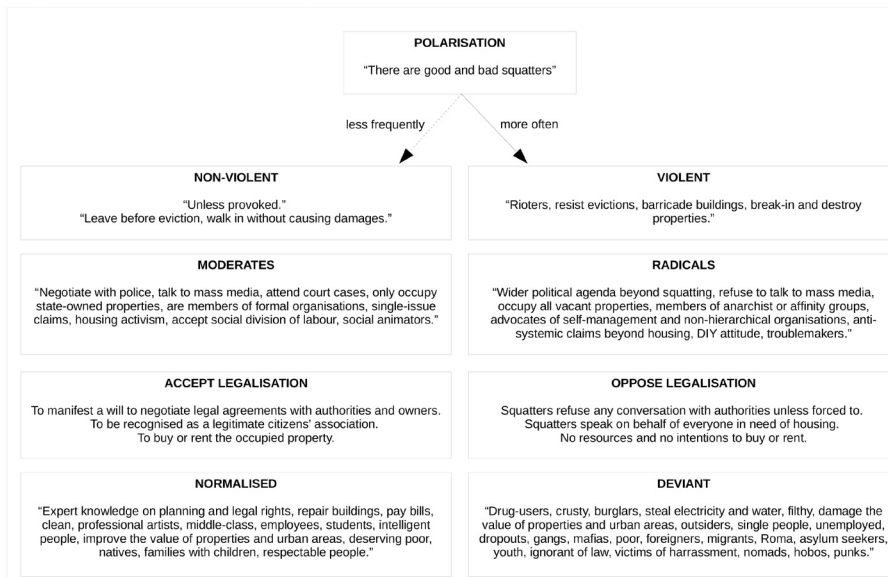 POLARISATION
“There are good and bad squatters”
less frequently
more often
NON-VIOLENT
“Unless provoked.”
“Leave before eviction, walk in without causing damages.”
VIOLENT
“Rioters, resist evictions, barricade buildings, break-in and destroy
properties.”
MODERATES
“Negotiate with police, talk to mass media, attend court cases, only occupy
state-owned properties, are members of formal organisations, single-issue
claims, housing activism, accept social division of labour, social animators.”
RADICALS
“Wider political agenda beyond squatting, refuse to talk to mass media,
occupy all vacant properties, members of anarchist or affinity groups,
advocates of self-management and non-hierarchical organisations, anti-
systemic claims beyond housing, DIY attitude, troublemakers.”
ACCEPT LEGALISATION
To manifest a will to negotiate legal agreements with authorities and owners.
To be recognised as a legitimate citizens’ association.
To buy or rent the occupied property.
OPPOSE LEGALISATION
Squatters refuse any conversation with authorities unless forced to.
Squatters speak on behalf of everyone in need of housing.
No resources and no intentions to buy or rent.
NORMALISED
“Expert knowledge on planning and legal rights, repair buildings, pay bills,
clean, professional artists, middle-class, employees, students, intelligent
people, improve the value of properties and urban areas, deserving poor,
natives, families with children, respectable people.”
DEVIANT
“Drug-users, crusty, burglars, steal electricity and water, filthy, damage the
value of properties and urban areas, outsiders, single people, unemployed,
dropouts, gangs, mafias, poor, foreigners, migrants, Roma, asylum seekers,
youth, ignorant of law, victims of harrassment, nomads, hobos, punks.”